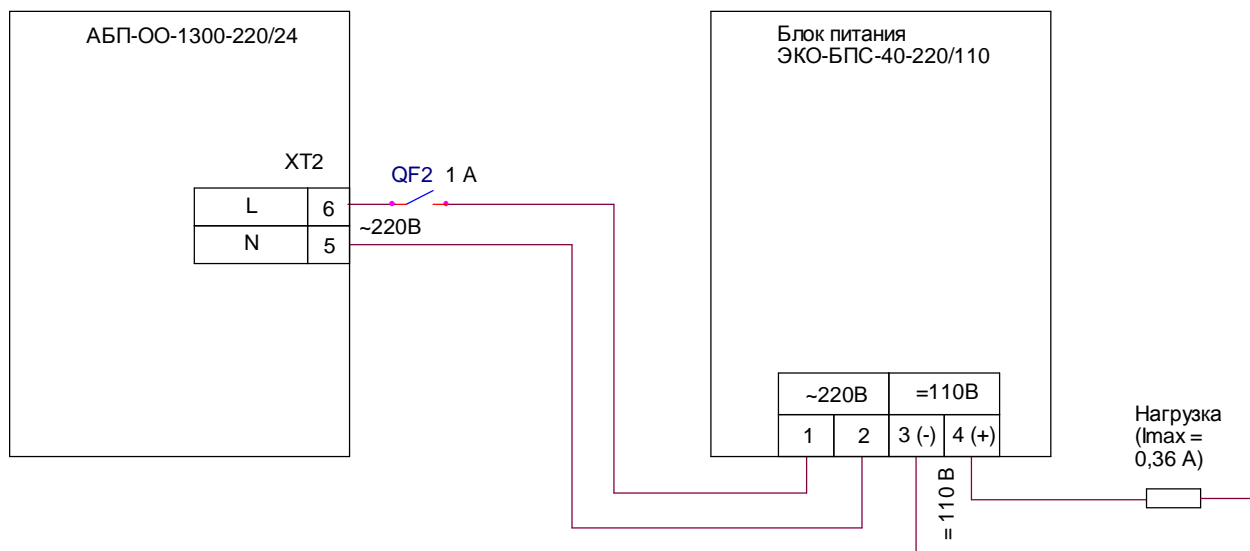 АБП-ОО-1300-220/24
Блок питания
ЭКО-БПС-40-220/110
XT2
QF2 1 А
L 6
~220В
N 5
~220В =110В
1 2 3 (-) 4 (+)
= 110 В
Нагрузка
(Imax =
0,36 А)